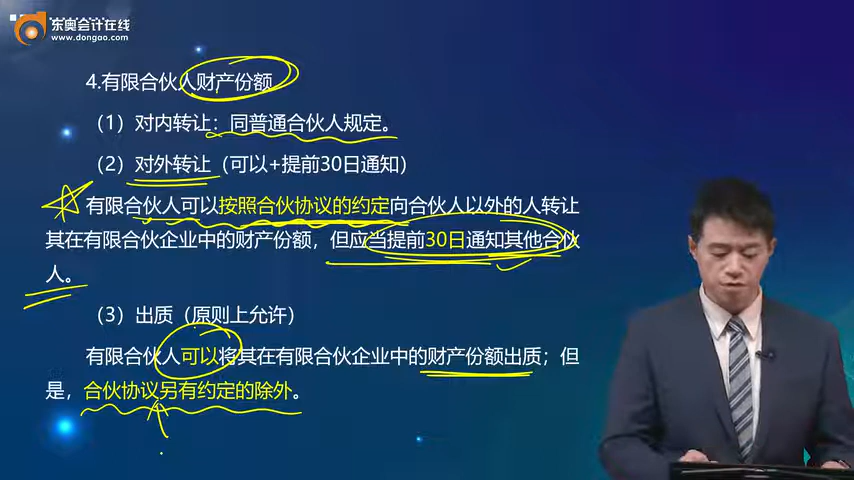 东奥会计在线
www.dongao.com
4.有限合伙人财产份额
（1）对内转让：同普通合伙人规定。
（2）对外转让（可以+提前30日通知）
有限合伙人可以按照合伙协议的约定向合伙人以外的人转让
其在有限合伙企业中的财产份额，但应当提前30日通知其他合伙
人。
（3）出质（原则上允许）
有限合伙人可以将其在有限合伙企业中的财产份额出质；但
是，合伙协议另有约定的除外。